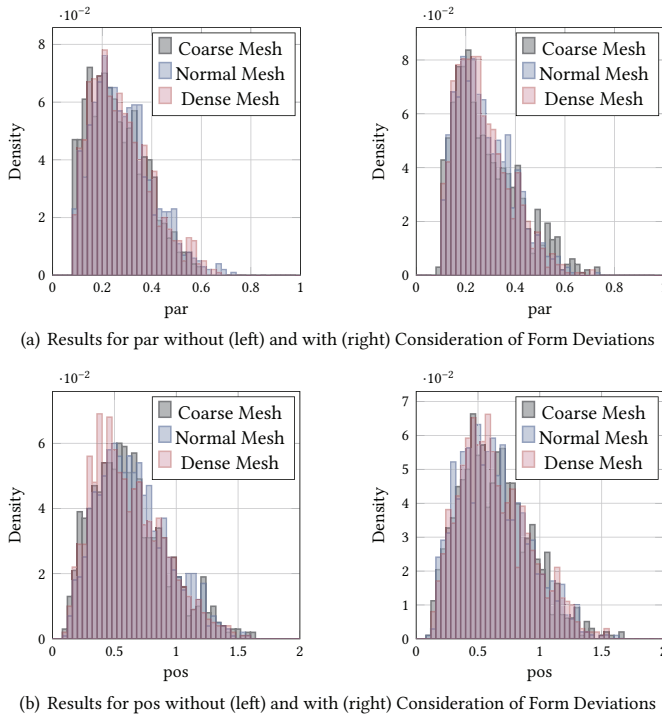 ·10−2
·10−2
8
6
4
2
0
Density
Coarse Mesh
Normal Mesh
Dense Mesh
0
0.2
0.4
0.6
0.8
1
par
8
6
4
2
0
Density
Coarse Mesh
Normal Mesh
Dense Mesh
0
0.2
0.4
0.6
0.8
1
par
(a) Results for par without (left) and with (right) Consideration of Form Deviations
·10−2
·10−2
6
4
2
0
Density
Coarse Mesh
Normal Mesh
Dense Mesh
0
0.5
1
1.5
2
pos
7
6
5
4
3
2
1
0
Density
Coarse Mesh
Normal Mesh
Dense Mesh
0
0.5
1
1.5
2
pos
(b) Results for pos without (left) and with (right) Consideration of Form Deviations